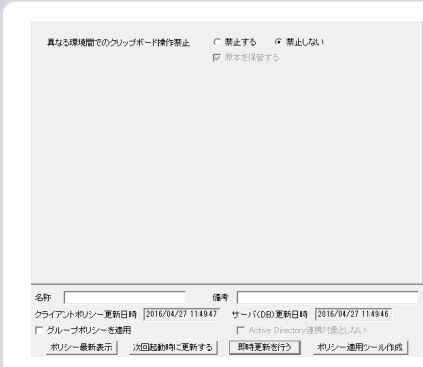 異なる環境間でのクリップボード操作禁止 禁止する 禁止しない
原本を保管する
名称 備考
クライアントポリシー更新日時 2016/04/27 11:49:47 サーバ(DB)更新日時 2016/04/27 11:49:46
グループポリシーを適用 Active Directory連携対象としない
ポリシー最新表示 次回起動時に更新する 即時更新を行う ポリシー適用ツール作成